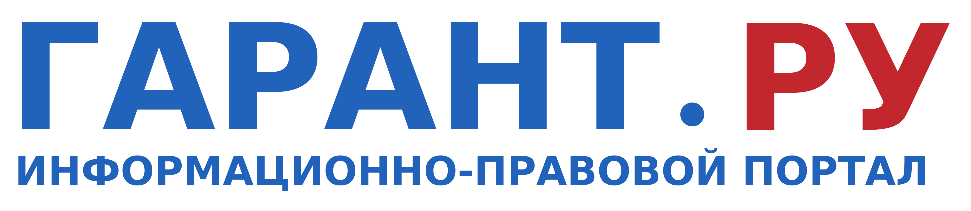 ГАРАНТ.РУ
ИНФОРМАЦИОННО-ПРАВОВОЙ ПОРТАЛ